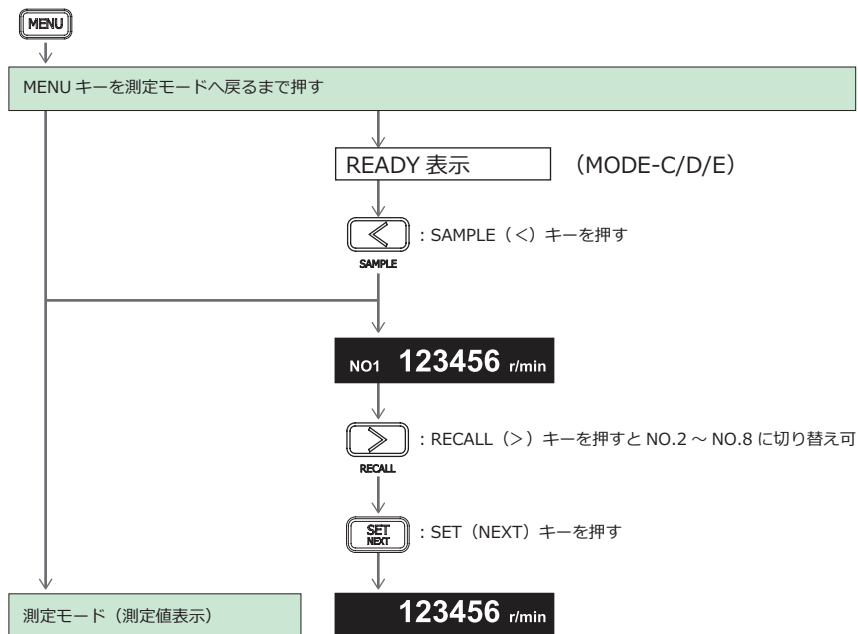 MENU
MENU キーを測定モードへ戻るまで押す
READY 表示 （MODE-C/D/E）
：SAMPLE（＜）キーを押す
SAMPLE
NO1 123456 r/min
：RECALL（＞）キーを押すと NO.2 ～ NO.8 に切り替え可
RECALL
SET
NEXT
：SET（NEXT）キーを押す
測定モード（測定値表示）
123456 r/min